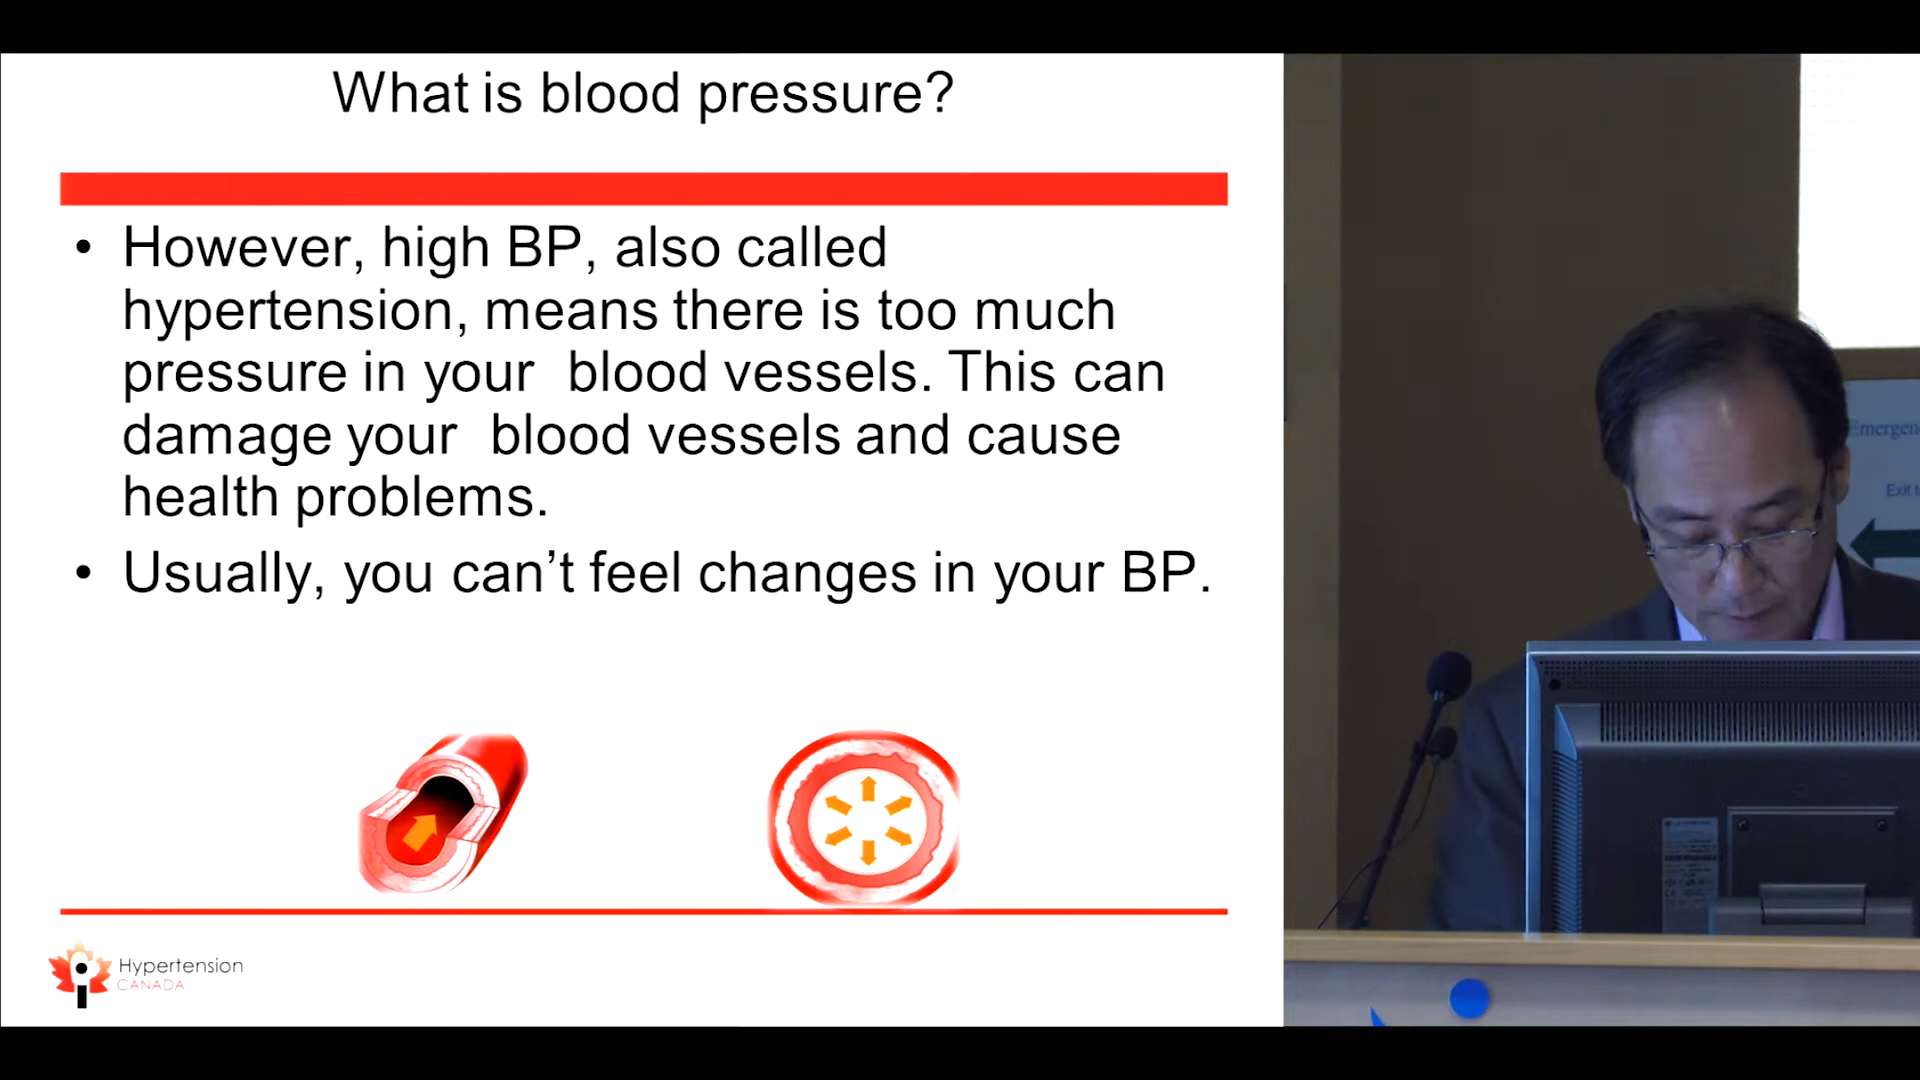 What is blood pressure?
• However, high BP, also called
hypertension, means there is too much
pressure in your  blood vessels. This can
damage your  blood vessels and cause
health problems.
• Usually, you can’t feel changes in your BP.
Hypertension
CANADA
Exit